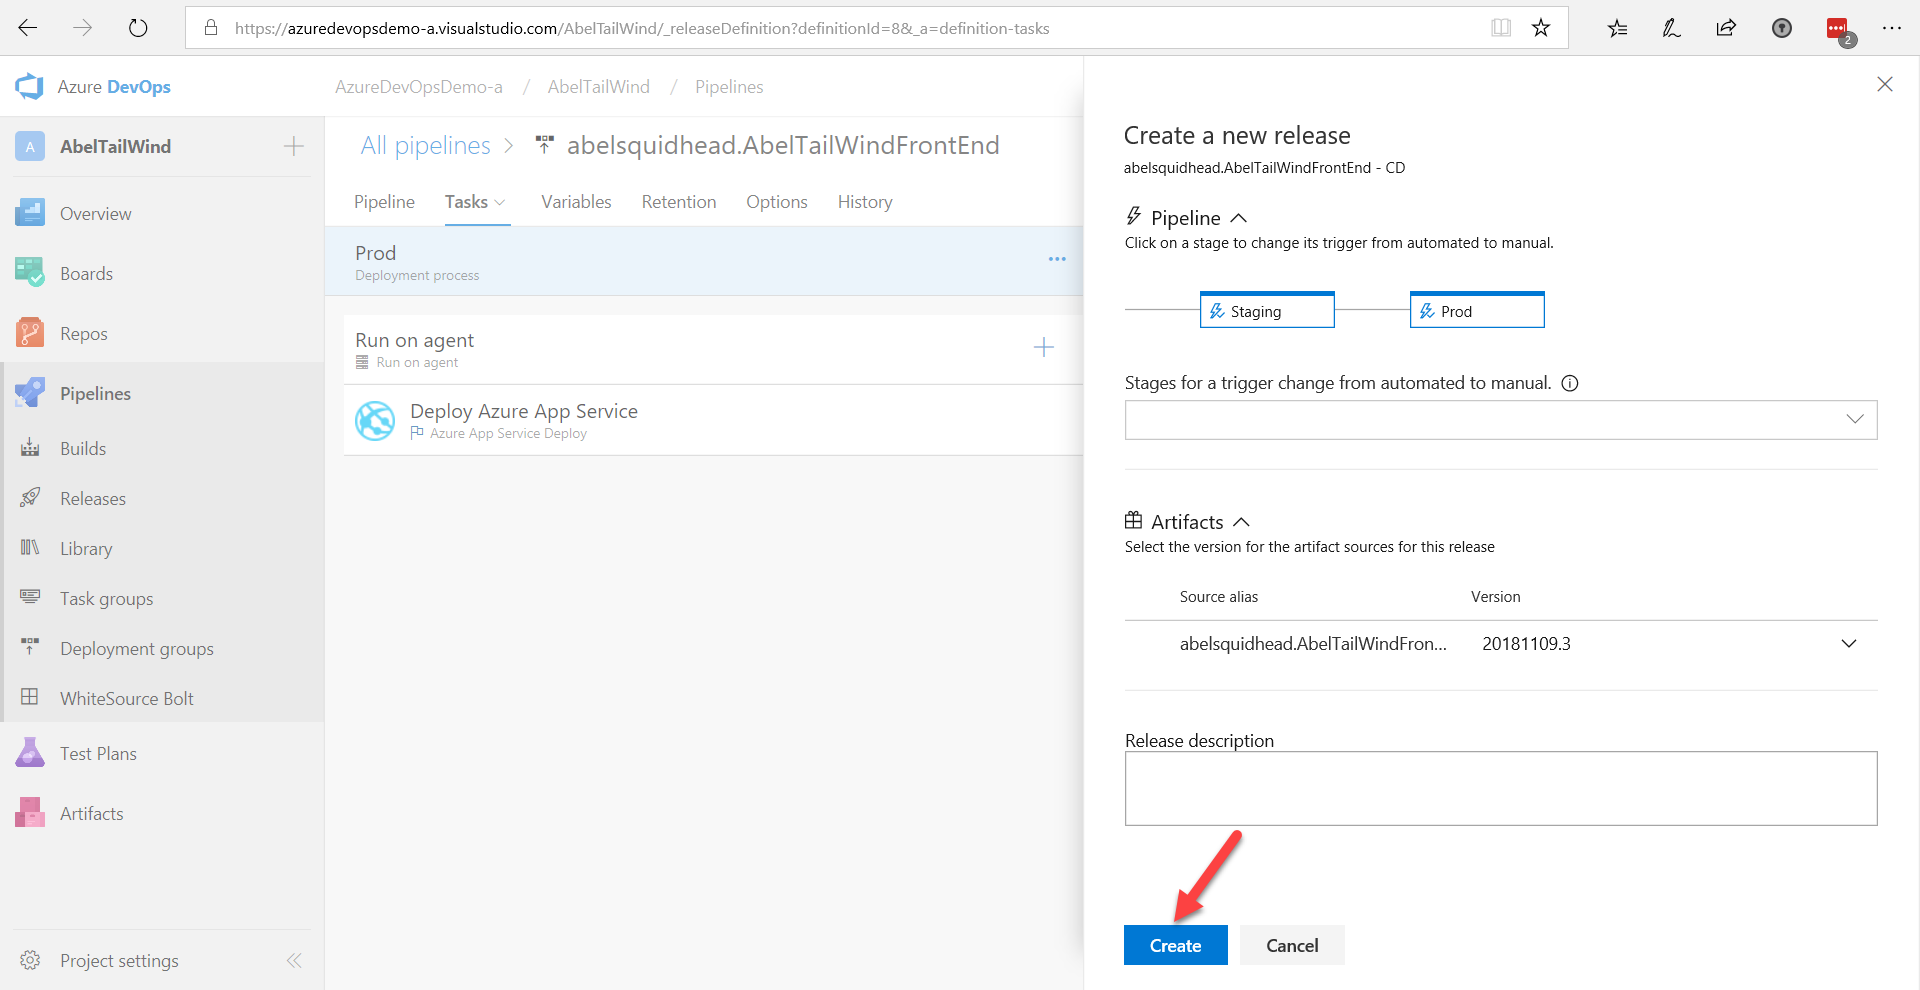 https://azuredevopsdemo-a.visualstudio.com/AbelTailWind/_releaseDefinition?definitionId=8&_a=definition-tasks
2
Azure DevOps
AzureDevOpsDemo-a / AbelTailWind / Pipelines
A AbelTailWind
Overview
Boards
Repos
Pipelines
Builds
Releases
Library
Task groups
Deployment groups
WhiteSource Bolt
Test Plans
Artifacts
Project settings
All pipelines > abelsquidhead.AbelTailWindFrontEnd
Pipeline Tasks Variables Retention Options History
Prod
Deployment process
Run on agent
Run on agent
Deploy Azure App Service
Azure App Service Deploy
Create a new release
abelsquidhead.AbelTailWindFrontEnd - CD
Pipeline
Click on a stage to change its trigger from automated to manual.
Staging Prod
Stages for a trigger change from automated to manual.
Artifacts
Select the version for the artifact sources for this release
Source alias Version
abelsquidhead.AbelTailWindFron... 20181109.3
Release description
Create Cancel